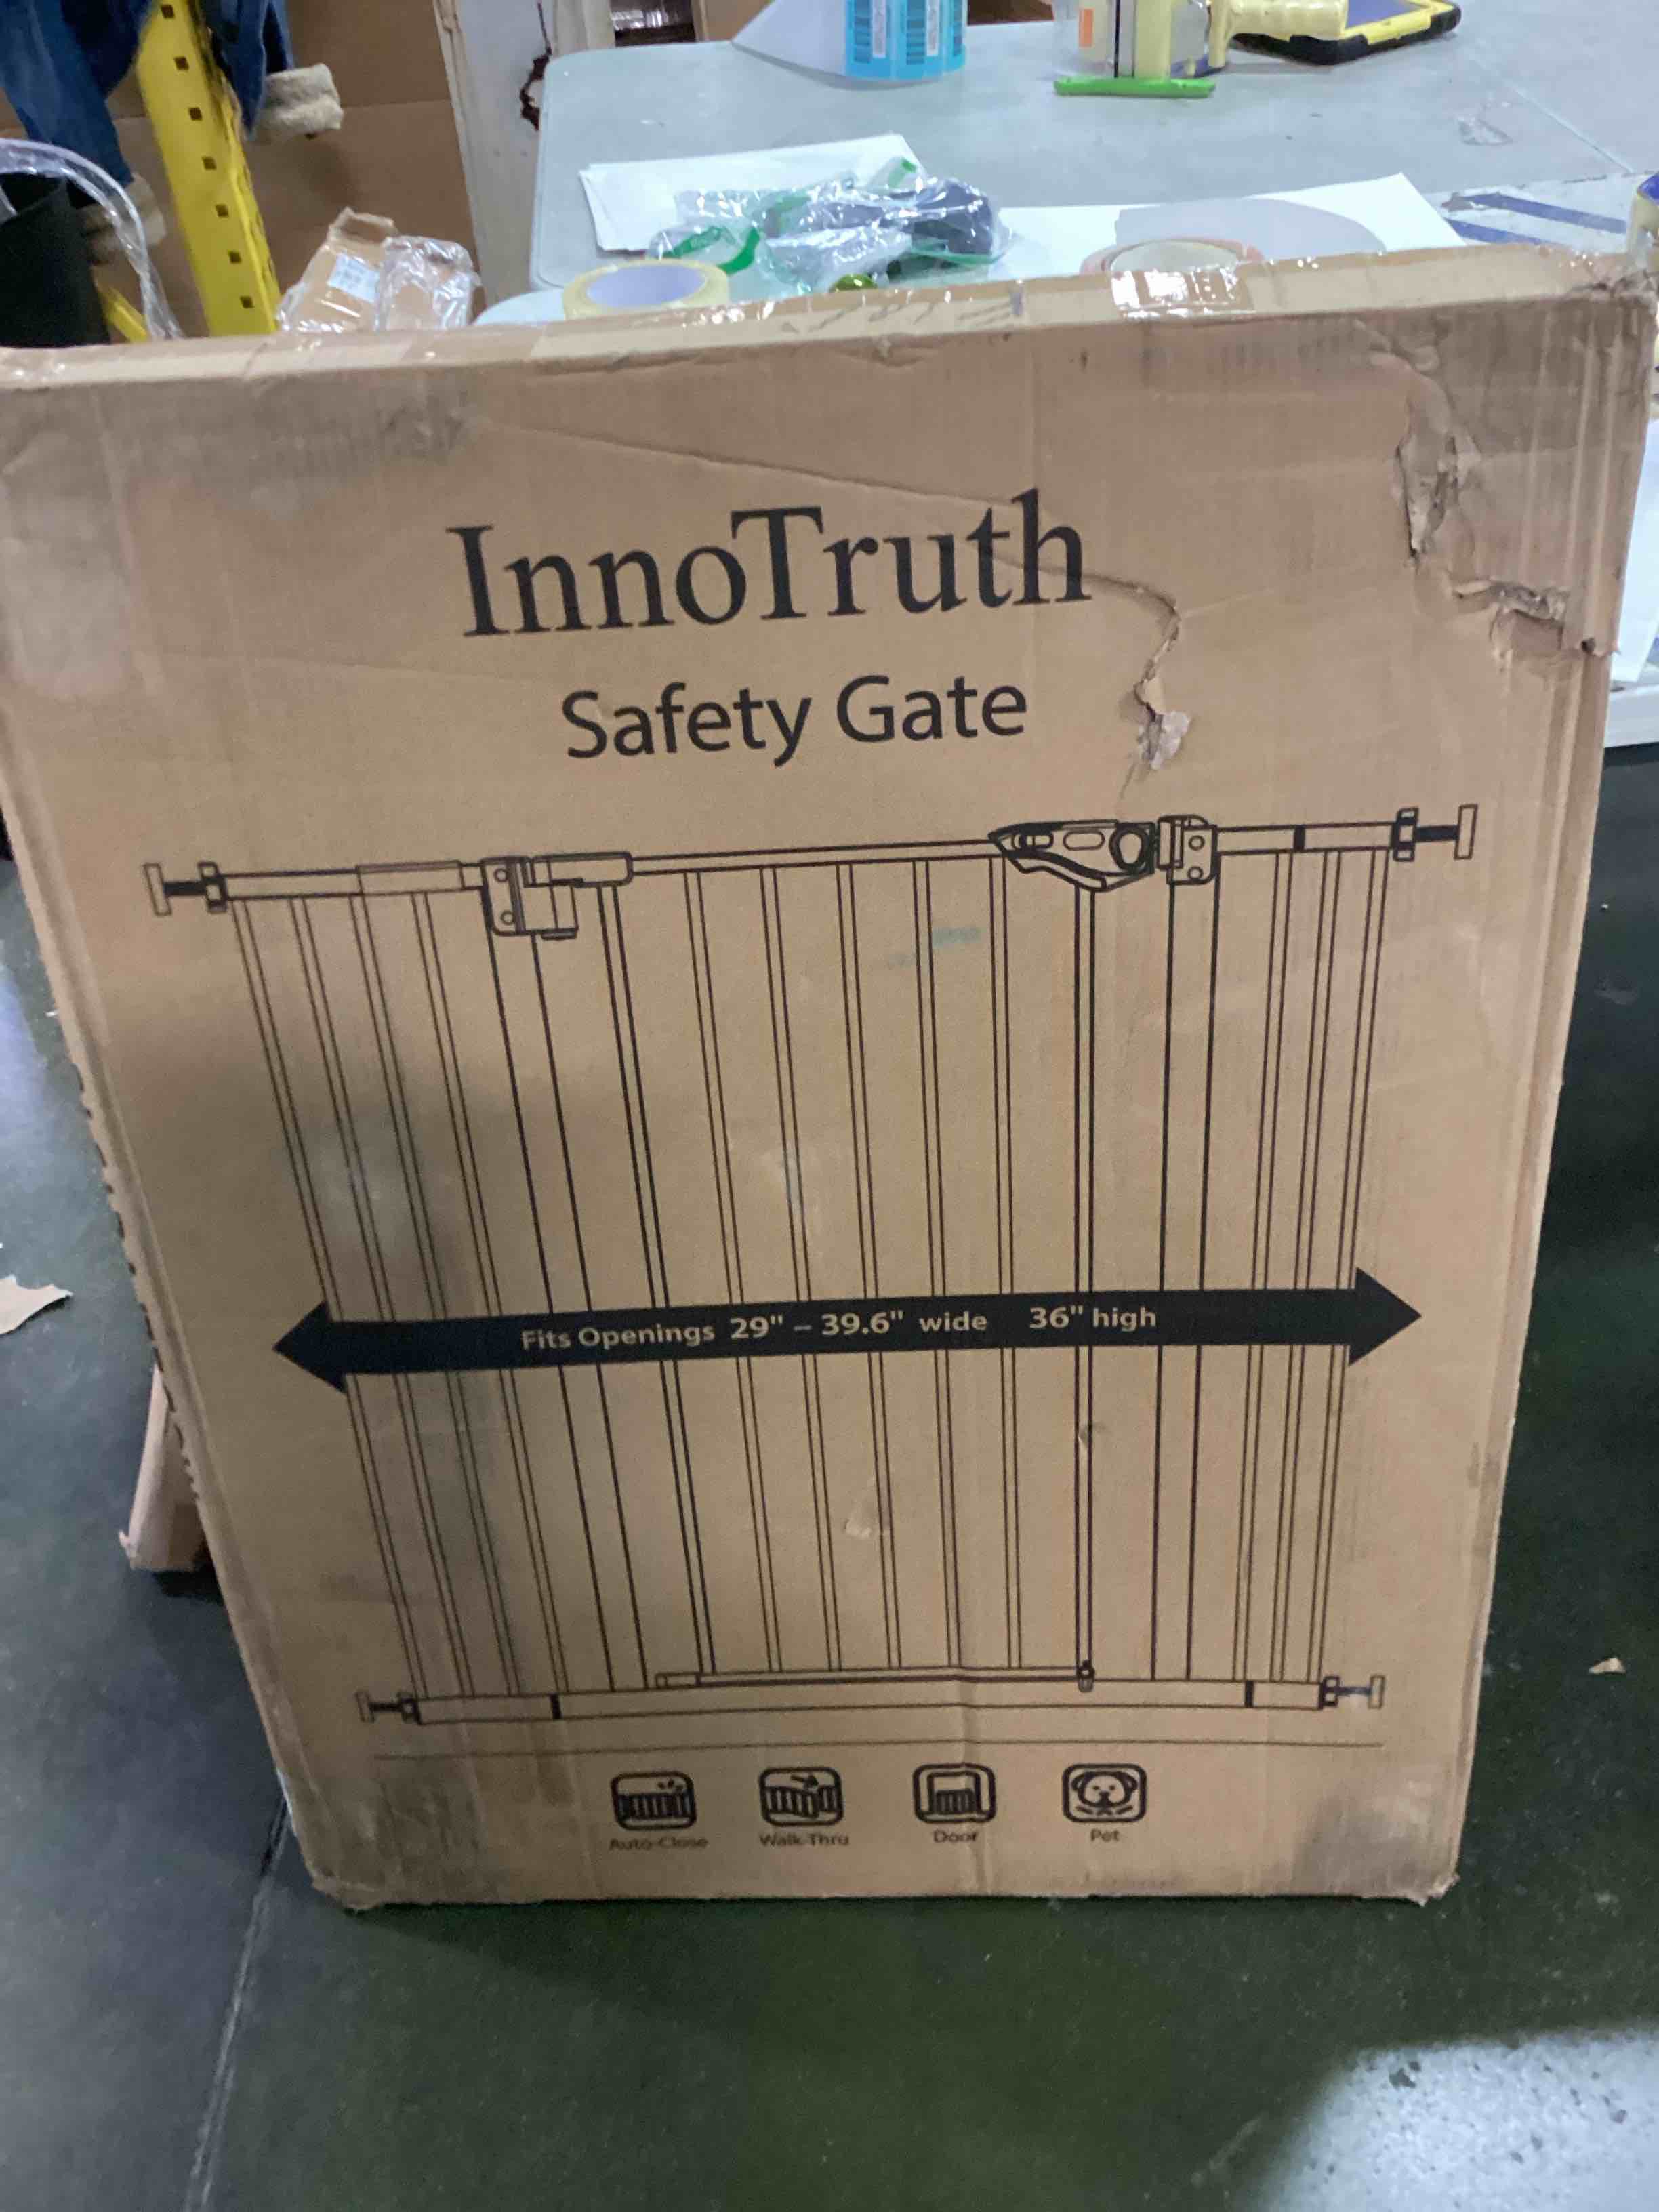 InnoTruth
Safety Gate
Fits Openings 29" – 39.6" wide 36" high
Auto-Close Walk-Thru Door Pet